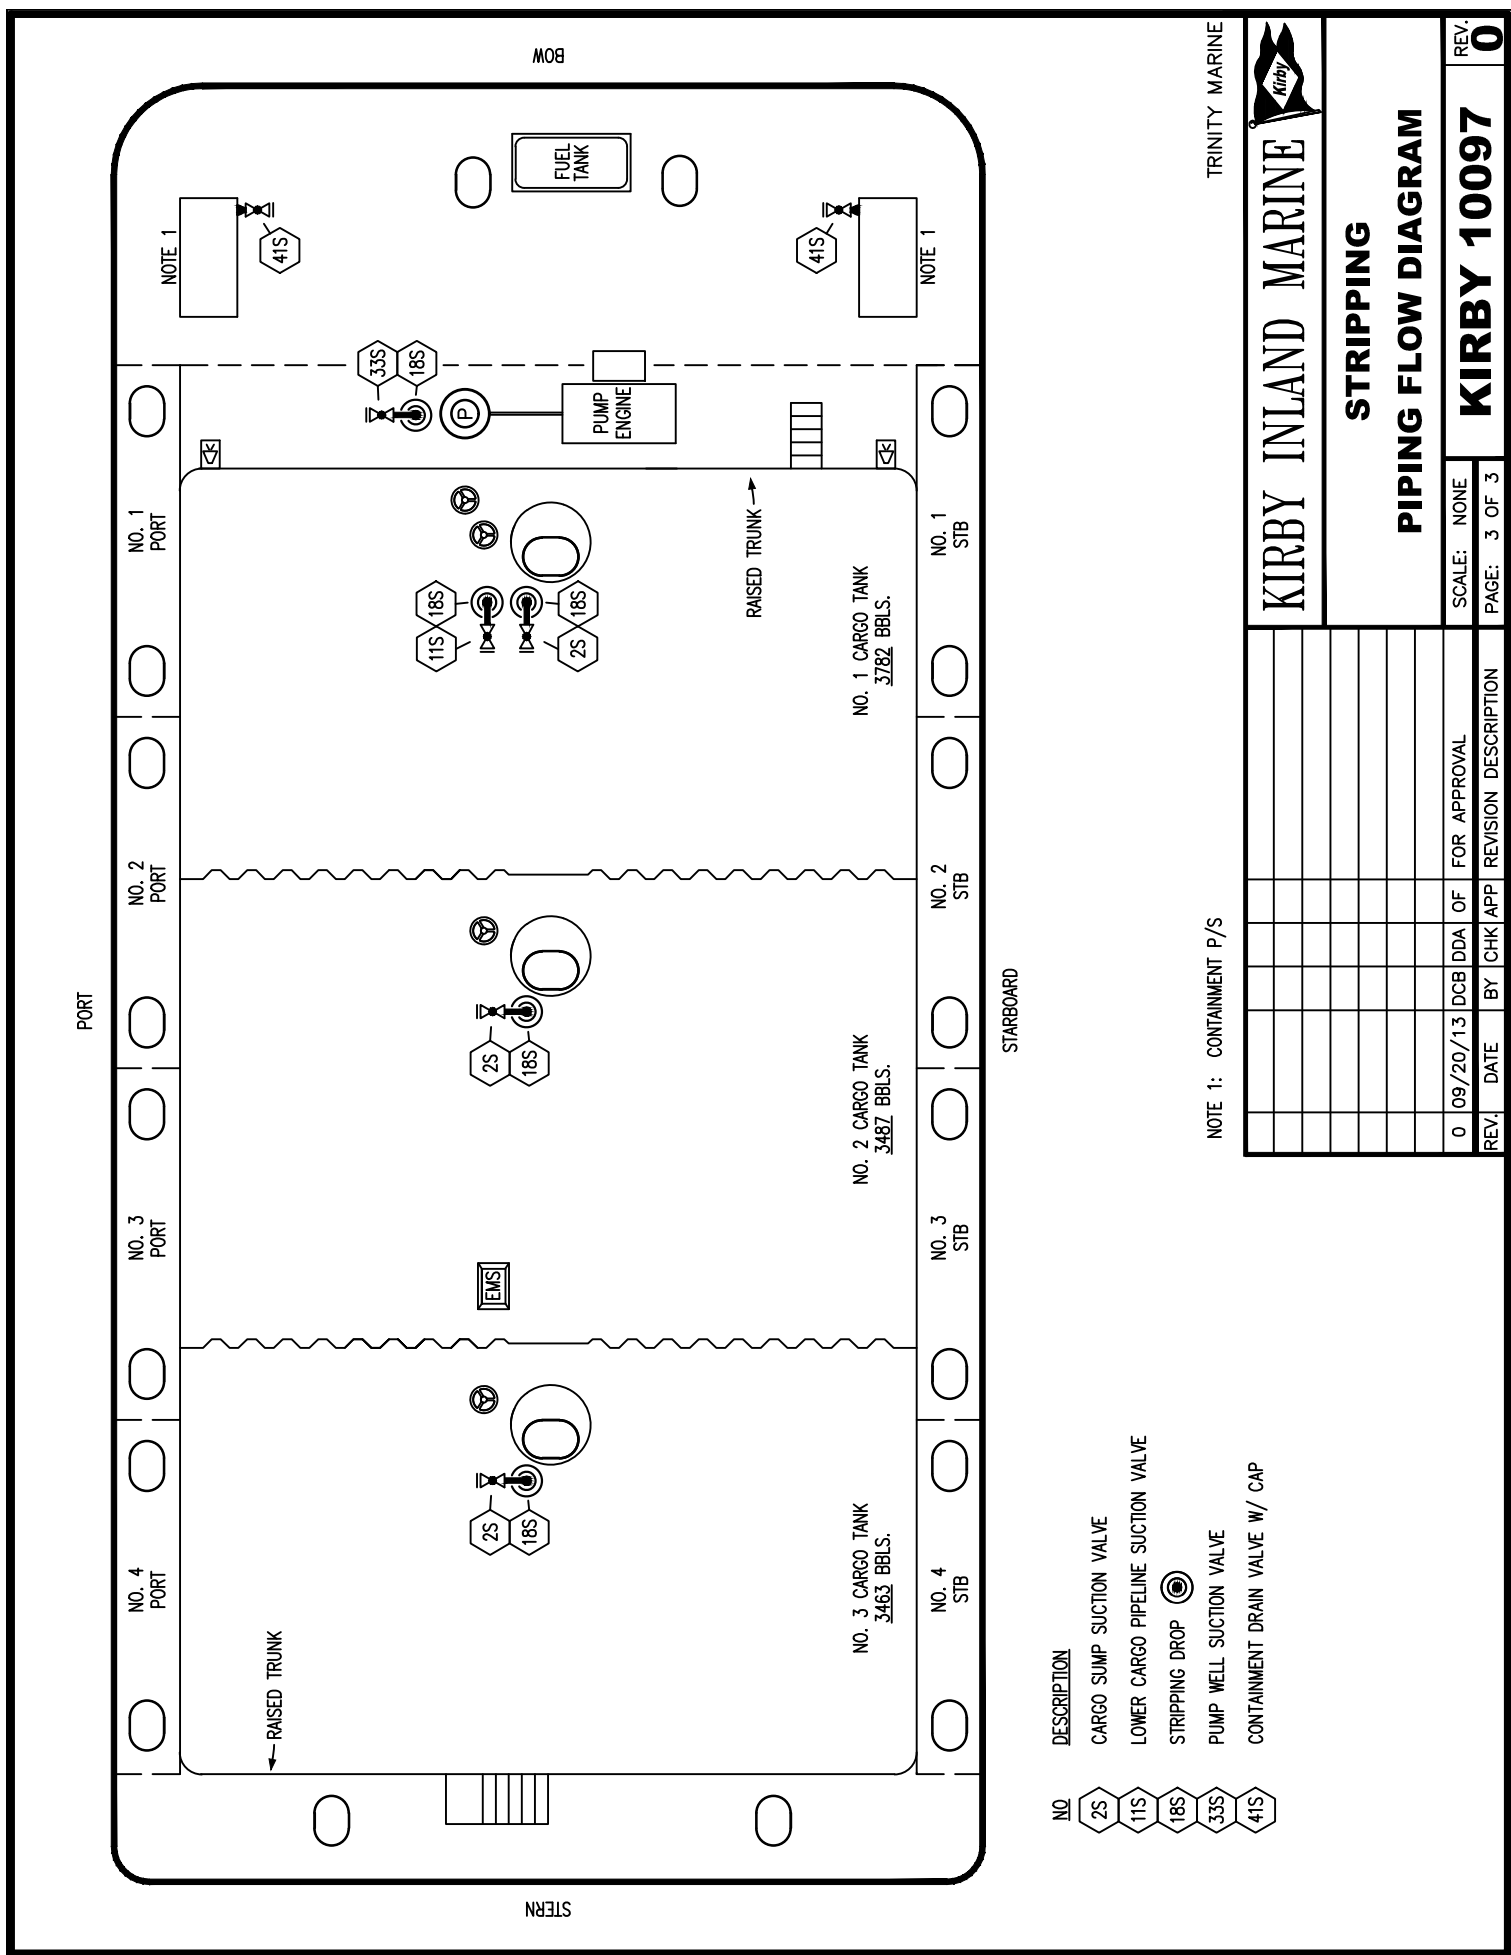 PORT
STERN
BOW
STARBOARD
NO. 4
PORT
NO. 3
PORT
NO. 2
PORT
NO. 1
PORT
NOTE 1
RAISED TRUNK
41S
33S
18S
P
FUEL
TANK
PUMP
ENGINE
2S
18S
EMS
2S
18S
11S
18S
2S
18S
RAISED TRUNK
41S
NO. 3 CARGO TANK
3463 BBLS.
NO. 2 CARGO TANK
3487 BBLS.
NO. 1 CARGO TANK
3782 BBLS.
NOTE 1
NO. 4
STB
NO. 3
STB
NO. 2
STB
NO. 1
STB
NO DESCRIPTION
2S CARGO SUMP SUCTION VALVE
11S LOWER CARGO PIPELINE SUCTION VALVE
18S STRIPPING DROP
33S PUMP WELL SUCTION VALVE
41S CONTAINMENT DRAIN VALVE W/ CAP
NOTE 1: CONTAINMENT P/S
TRINITY MARINE
KIRBY INLAND MARINE
Kirby
STRIPPING
PIPING FLOW DIAGRAM
0 09/20/13 DCB DDA OF FOR APPROVAL
REV. DATE BY CHK APP REVISION DESCRIPTION
SCALE: NONE
PAGE: 3 OF 3
KIRBY 10097
REV.
0